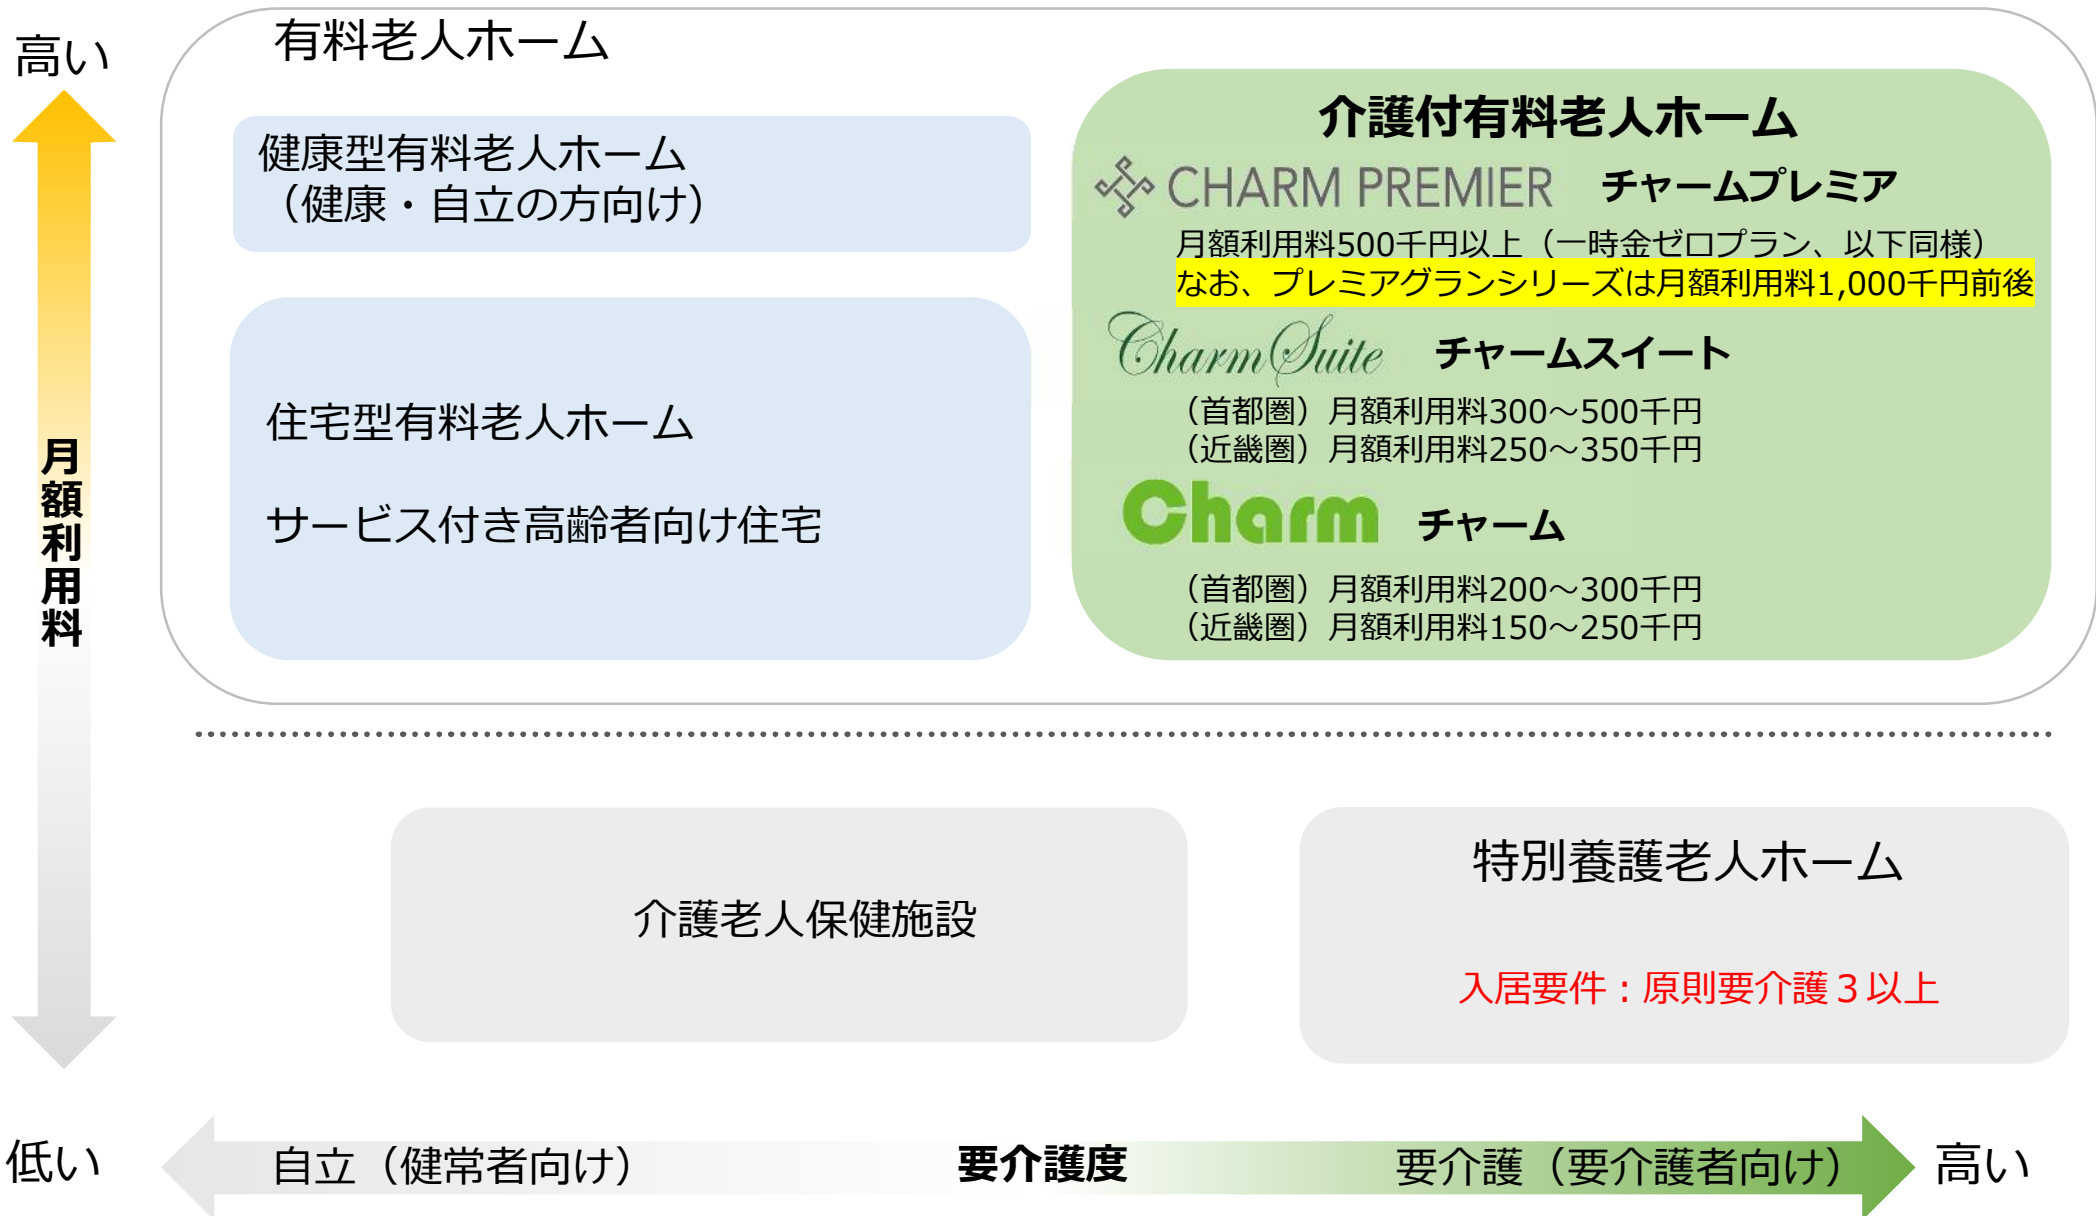 高い
有料老人ホーム
健康型有料老人ホーム
（健康・自立の方向け）
住宅型有料老人ホーム
サービス付き高齢者向け住宅
介護付有料老人ホーム
CHARM PREMIER チャームプレミア
月額利用料500千円以上（一時金ゼロプラン、以下同様）
なお、プレミアグランシリーズは月額利用料1,000千円前後
Charm Suite チャームスイート
（首都圏）月額利用料300～500千円
（近畿圏）月額利用料250～350千円
Charm チャーム
（首都圏）月額利用料200～300千円
（近畿圏）月額利用料150～250千円
月額利用料
介護老人保健施設
特別養護老人ホーム
入居要件：原則要介護３以上
低い
自立（健常者向け）
要介護度
要介護（要介護者向け）
高い